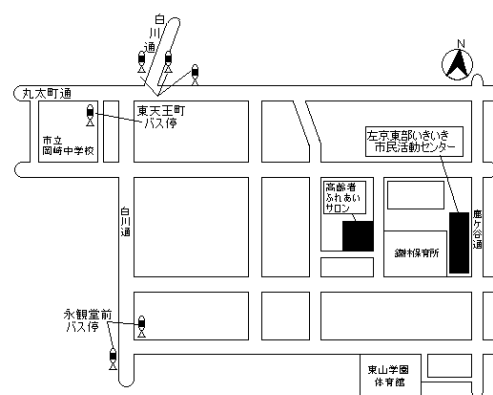 白川通
N
丸太町通
東天王町
バス停
左京東部いきいき
市民活動センター
市立
岡崎中学校
高齢者
ふれあい
サロン
白川通
鹿ケ谷通
保育所
永観堂前
バス停
東山学園
体育館